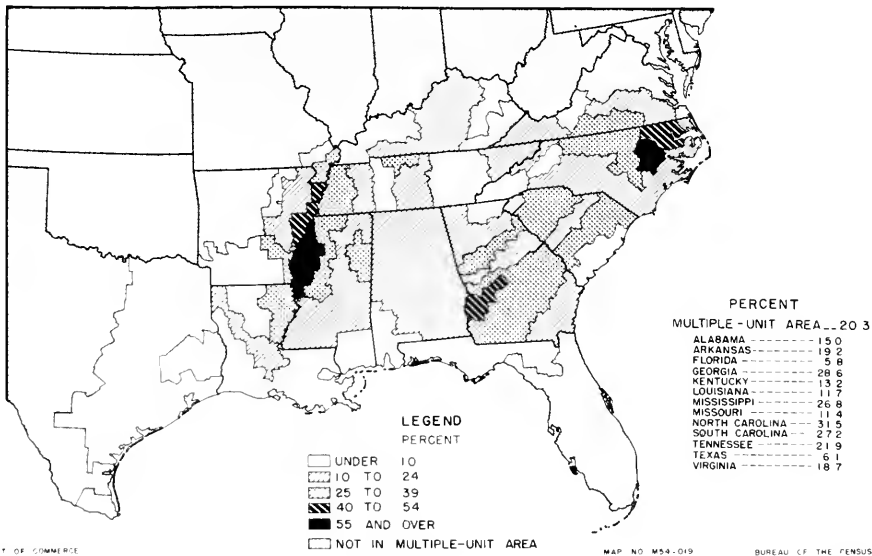 PERCENT
MULTIPLE-UNIT AREA__20 3
ALABAMA ------- 15 0
ARKANSAS ------- 19 2
FLORIDA ------- 5 8
GEORGIA ------- 28 6
KENTUCKY ------- 13 2
LOUISIANA ------- 11 7
MISSISSIPPI ------- 26 8
MISSOURI ------- 11 4
NORTH CAROLINA --- 31 5
SOUTH CAROLINA --- 27 2
TENNESSEE ------- 21 9
TEXAS ------- 6 1
VIRGINIA ------- 18 7
LEGEND
PERCENT
UNDER 10
10 TO 24
25 TO 39
40 TO 54
55 AND OVER
NOT IN MULTIPLE-UNIT AREA
T OF COMMERCE
MAP NO M54-019
BUREAU OF THE CENSUS